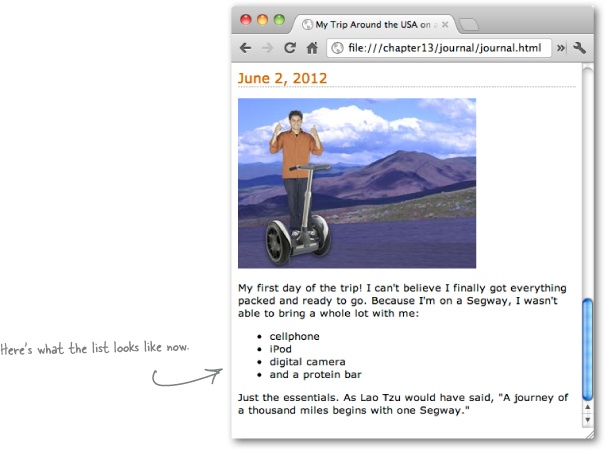 My Trip Around the USA on a
file:///chapter13/journal/journal.html
»
June 2, 2012
My first day of the trip! I can't believe I finally got everything
packed and ready to go. Because I'm on a Segway, I wasn't
able to bring a whole lot with me:
• cellphone
• iPod
• digital camera
• and a protein bar
Here's what the list looks like now.
Just the essentials. As Lao Tzu would have said, "A journey of
a thousand miles begins with one Segway."